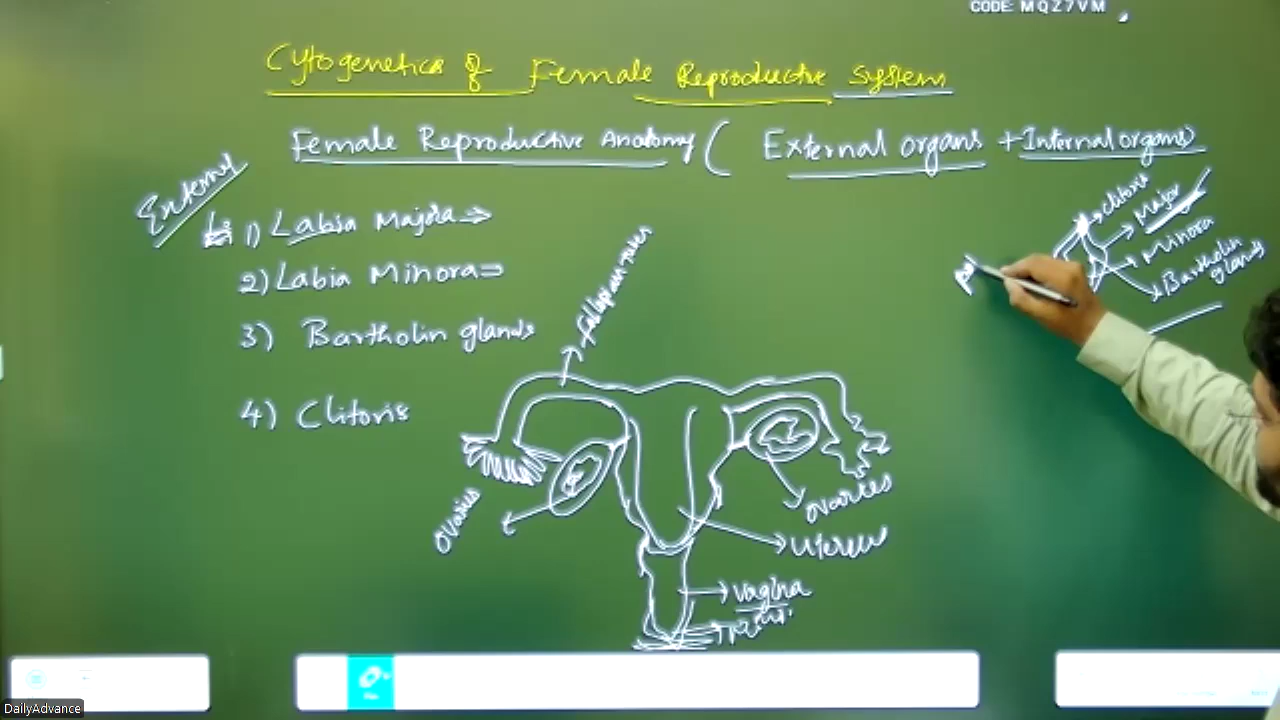 CODE: MQZ7VM
Cytogenetics of Female Reproductive System
Female Reproductive Anatomy ( External organs + Internal organs)
External
1) Labia Majora
2) Labia Minora
3) Bartholin glands
4) Clitoris
clitoris
Major
Minora
Bartholin
glands
ovaries
ovaries
uterus
vagina
DailyAdvance